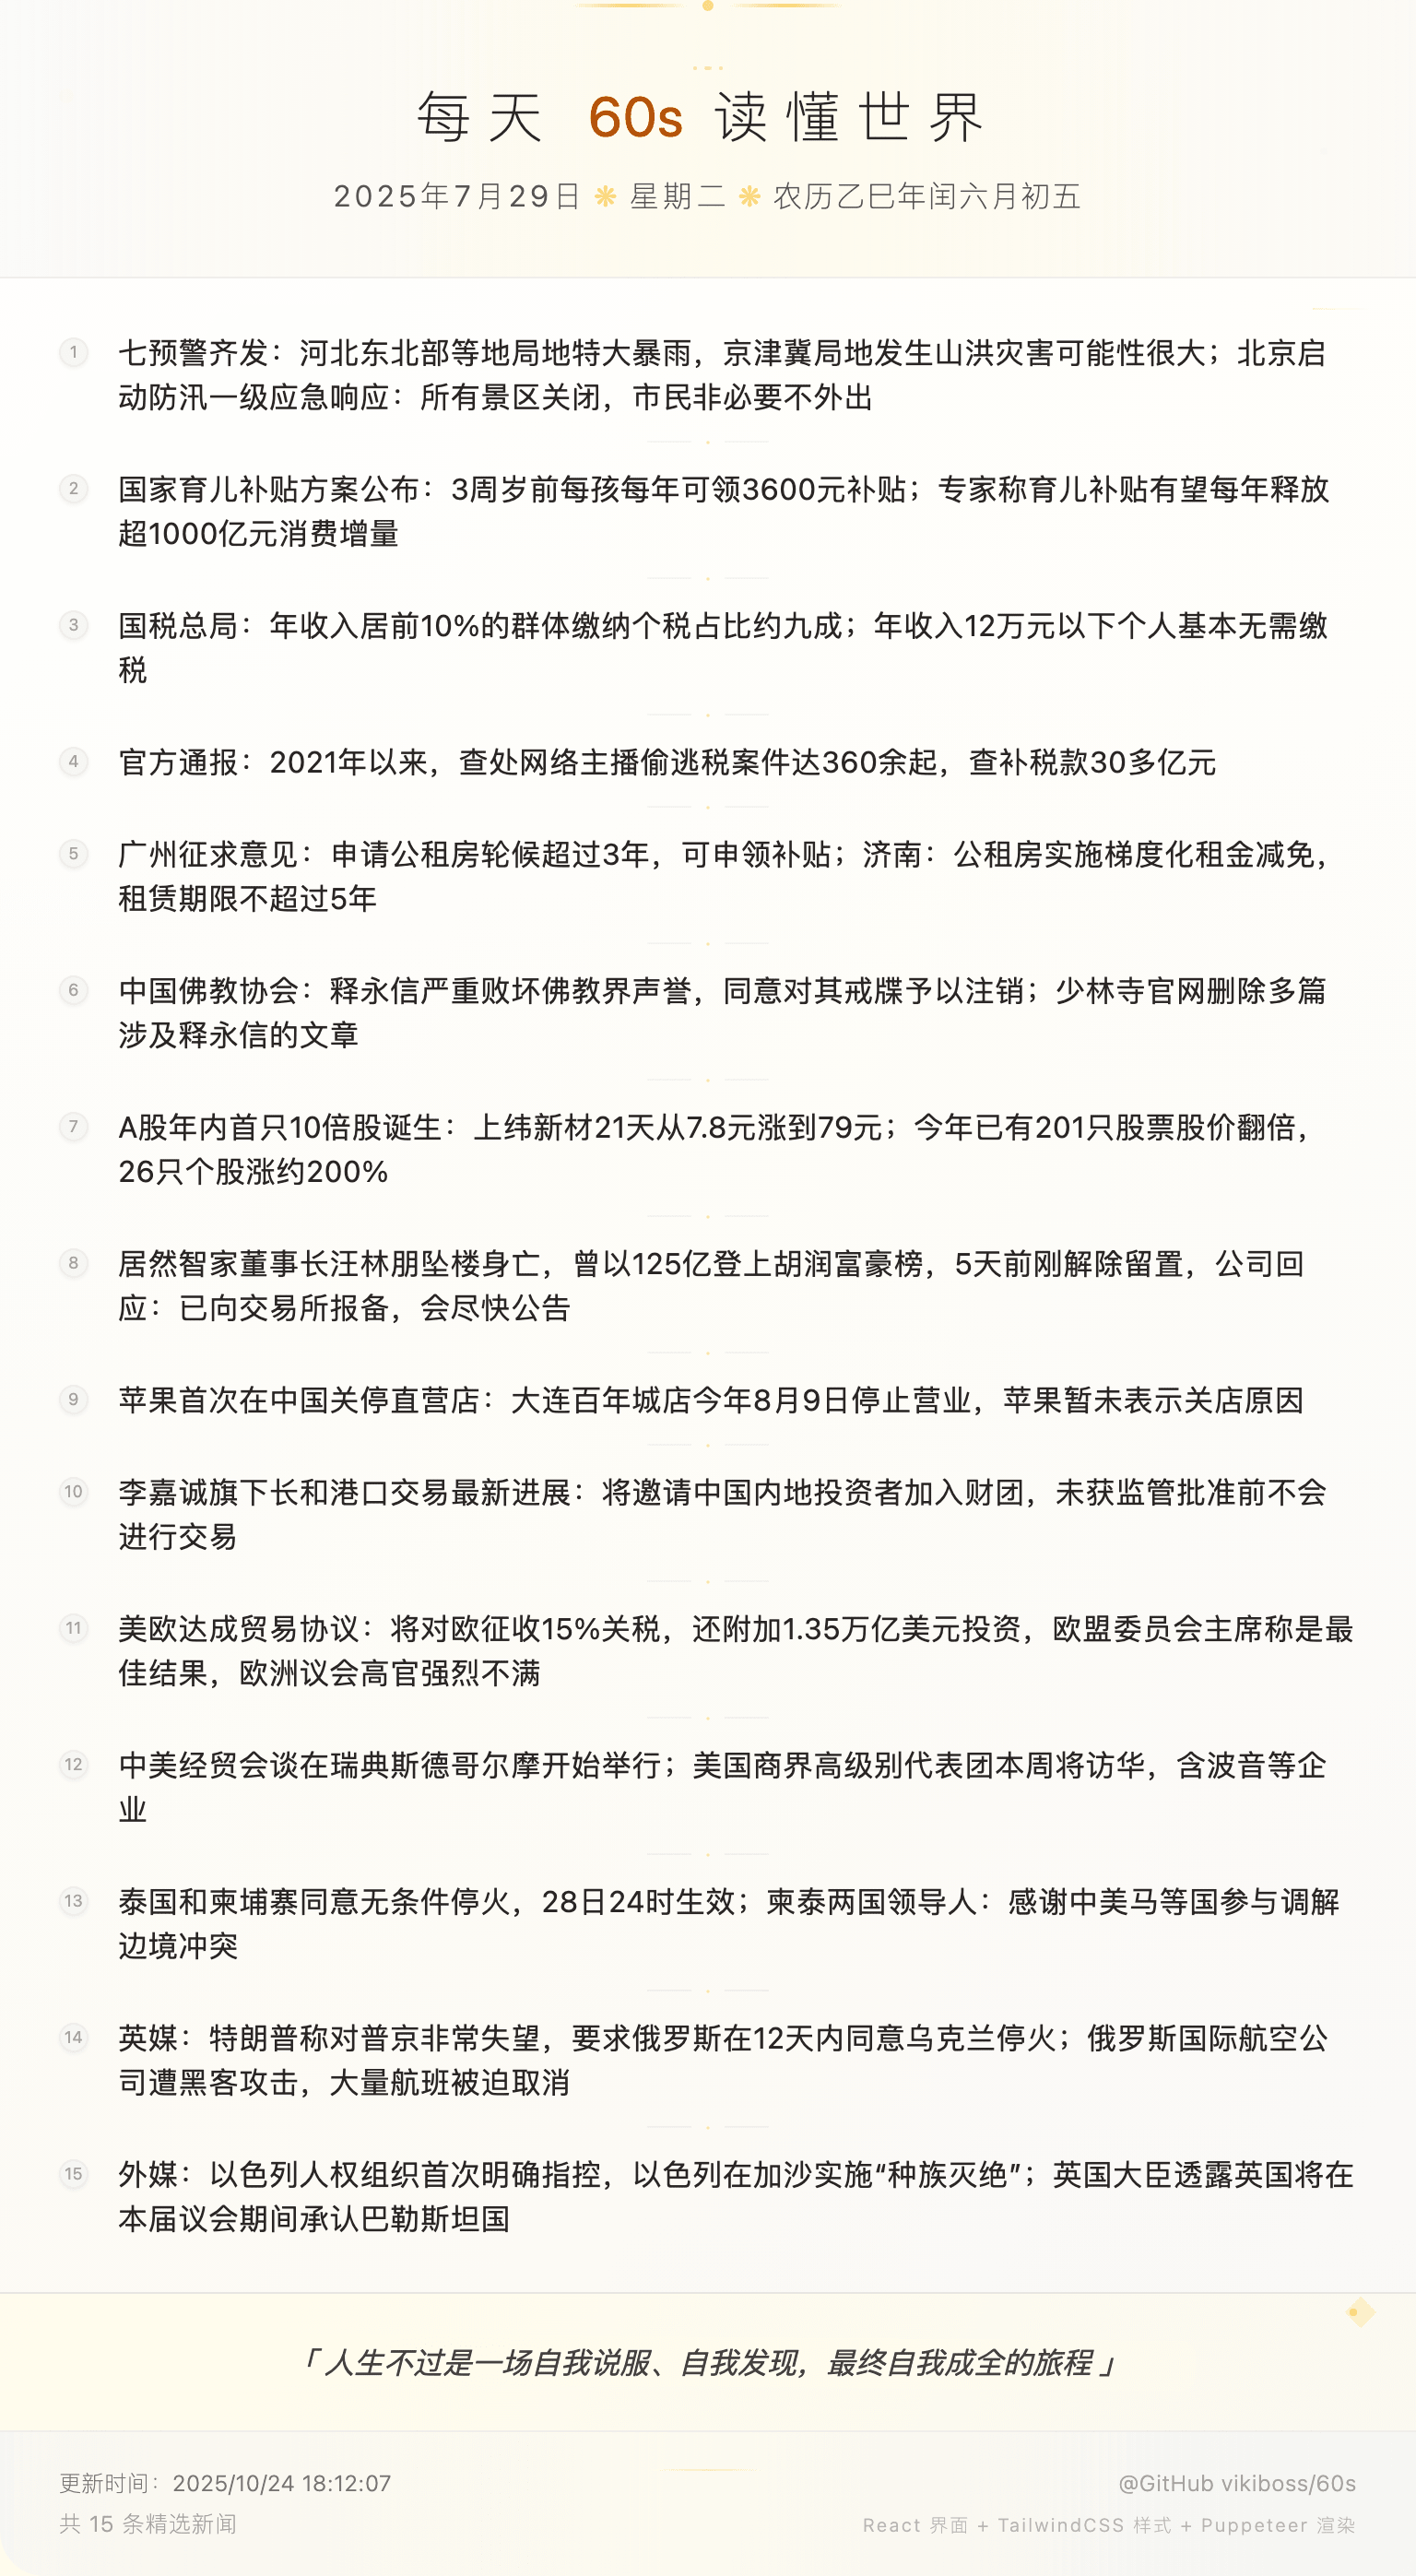 每天 60s 读懂世界
2025年7月29日 ❋ 星期二 ❋ 农历乙巳年闰六月初五
1 七预警齐发：河北东北部等地局地特大暴雨，京津冀局地发生山洪灾害可能性很大；北京启
动防汛一级应急响应：所有景区关闭，市民非必要不外出
2 国家育儿补贴方案公布：3周岁前每孩每年可领3600元补贴；专家称育儿补贴有望每年释放
超1000亿元消费增量
3 国税总局：年收入居前10%的群体缴纳个税占比约九成；年收入12万元以下个人基本无需缴
税
4 官方通报：2021年以来，查处网络主播偷逃税案件达360余起，查补税款30多亿元
5 广州征求意见：申请公租房轮候超过3年，可申领补贴；济南：公租房实施梯度化租金减免，
租赁期限不超过5年
6 中国佛教协会：释永信严重败坏佛教界声誉，同意对其戒牒予以注销；少林寺官网删除多篇
涉及释永信的文章
7 A股年内首只10倍股诞生：上纬新材21天从7.8元涨到79元；今年已有201只股票股价翻倍，
26只个股涨约200%
8 居然智家董事长汪林朋坠楼身亡，曾以125亿登上胡润富豪榜，5天前刚解除留置，公司回
应：已向交易所报备，会尽快公告
9 苹果首次在中国关停直营店：大连百年城店今年8月9日停止营业，苹果暂未表示关店原因
10 李嘉诚旗下长和港口交易最新进展：将邀请中国内地投资者加入财团，未获监管批准前不会
进行交易
11 美欧达成贸易协议：将对欧征收15%关税，还附加1.35万亿美元投资，欧盟委员会主席称是最
佳结果，欧洲议会高官强烈不满
12 中美经贸会谈在瑞典斯德哥尔摩开始举行；美国商界高级别代表团本周将访华，含波音等企
业
13 泰国和柬埔寨同意无条件停火，28日24时生效；柬泰两国领导人：感谢中美马等国参与调解
边境冲突
14 英媒：特朗普称对普京非常失望，要求俄罗斯在12天内同意乌克兰停火；俄罗斯国际航空公
司遭黑客攻击，大量航班被迫取消
15 外媒：以色列人权组织首次明确指控，以色列在加沙实施“种族灭绝”；英国大臣透露英国将在
本届议会期间承认巴勒斯坦国
「 人生不过是一场自我说服、自我发现，最终自我成全的旅程 」
更新时间：2025/10/24 18:12:07
@GitHub vikiboss/60s
共 15 条精选新闻
React 界面 + TailwindCSS 样式 + Puppeteer 渲染